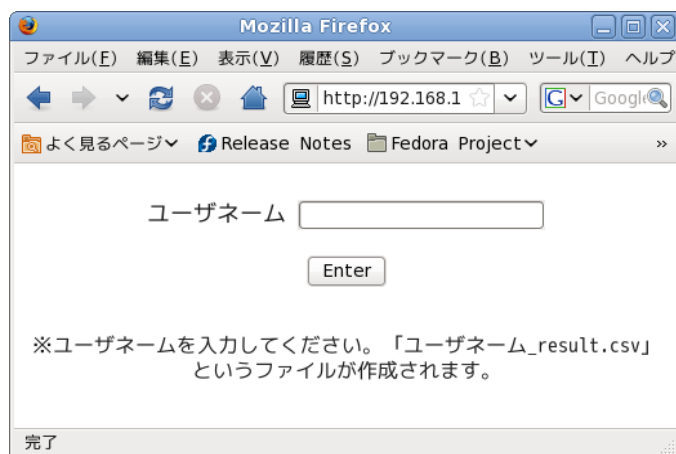 Mozilla Firefox
ファイル(F) 編集(E) 表示(V) 履歴(S) ブックマーク(B) ツール(T) ヘルプ
http://192.168.1 Google
よく見るページ Release Notes Fedora Project »
ユーザネーム
Enter
※ユーザネームを入力してください。「ユーザネーム_result.csv」
というファイルが作成されます。
完了